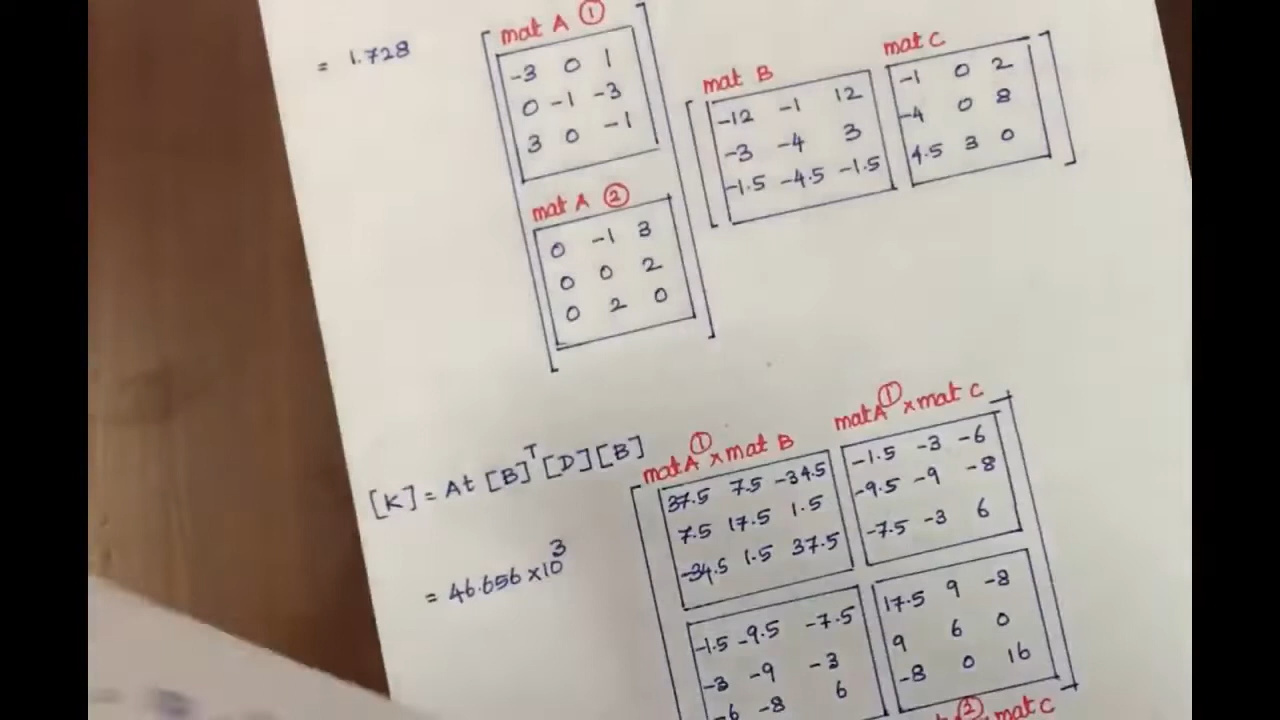 = 1.728
mat A ①
-3 0 1
0 -1 -3
3 0 -1
mat A ②
0 -1 3
0 0 2
0 2 0
mat B
-12 -1 12
-3 -4 3
-1.5 -4.5 -1.5
mat C
-1 0 2
-4 0 8
4.5 3 0
[K] = At [B]ᵀ [D] [B]
= 46.656 × 10³
mat A ① × mat B
37.5 7.5 -34.5
7.5 17.5 1.5
-34.5 1.5 37.5
mat A ① × mat C
-1.5 -3 -6
-9.5 -9 -8
-7.5 -3 6
-1.5 -9.5 -7.5
-3 -9 -3
-6 -8 6
17.5 9 -8
9 6 0
-8 0 16
② mat C